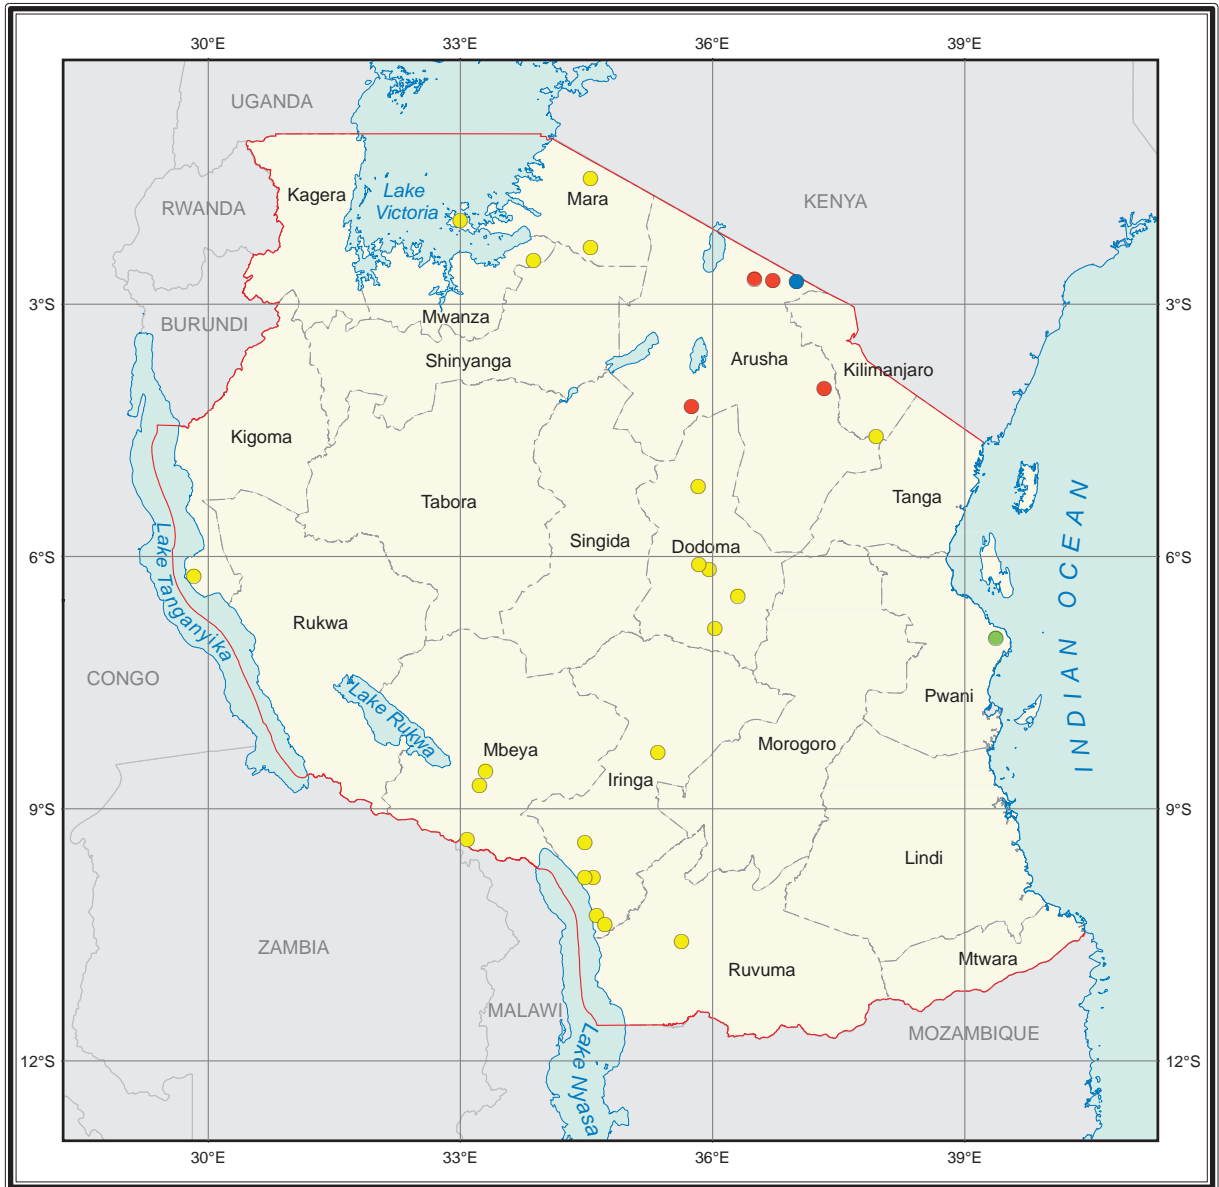 30°E 33°E 36°E 39°E
UGANDA
Kagera
Lake
Victoria
Mara
RWANDA
KENYA
3°S 3°S
BURUNDI
Mwanza
Shinyanga
Arusha
Kilimanjaro
Kigoma
Tabora
Tanga
Singida
Dodoma
6°S 6°S
Lake Tanganyika
Rukwa
INDIAN OCEAN
CONGO
Lake Rukwa
Pwani
Mbeya
Morogoro
Iringa
9°S 9°S
Lindi
ZAMBIA
Ruvuma
Mtwara
MALAWI
MOZAMBIQUE
Lake Nyasa
12°S 12°S
30°E 33°E 36°E 39°E